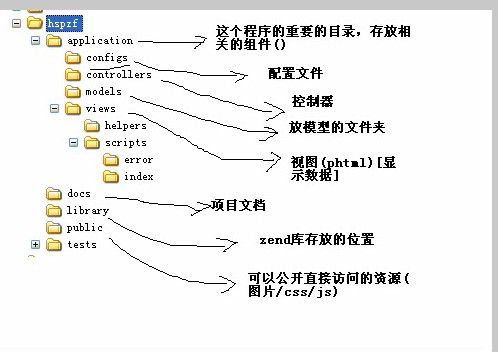 hspzf
application
这个程序的重要的目录，存放相
关的组件()
configs
配置文件
controllers
控制器
models
放模型的文件夹
views
视图(phtml)[显
示数据]
helpers
scripts
error
index
docs
项目文档
library
zend库存放的位置
public
可以公开直接访问的资源(
图片/css/js)
tests